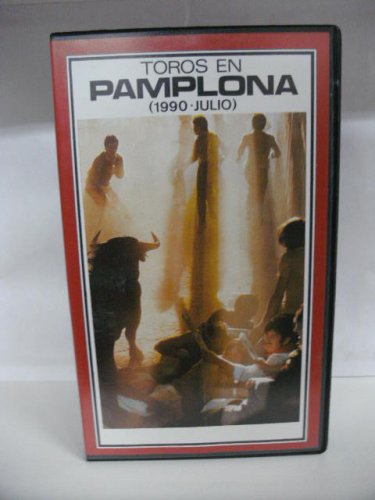 TOROS EN
PAMPLONA
(1990-JULIO)